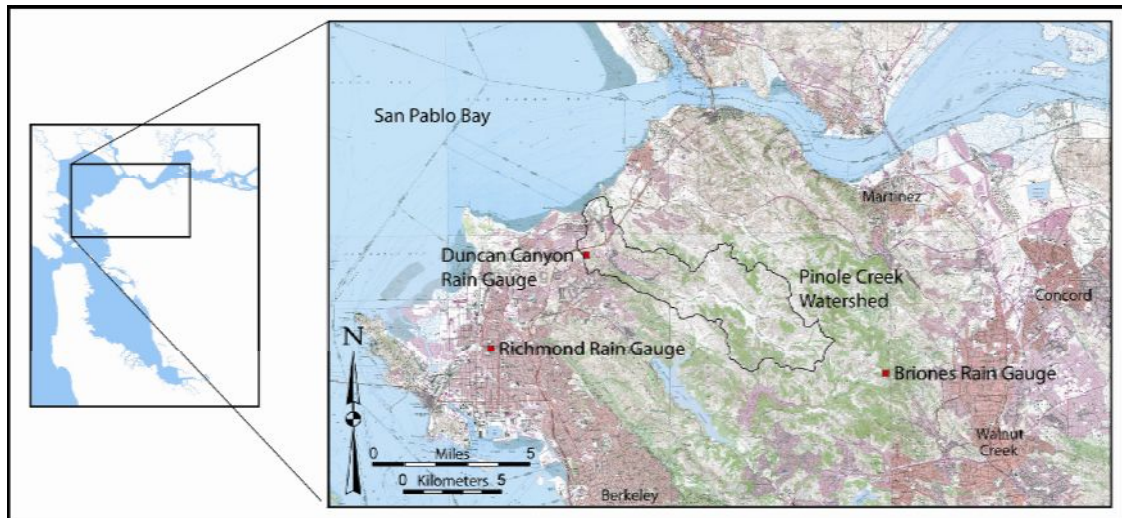 San Pablo Bay
Martinez
Duncan Canyon
Rain Gauge
Pinole Creek
Watershed
Concord
Richmond Rain Gauge
Briones Rain Gauge
N
Walnut
Creek
Miles
0 5
0 5
Kilometers
Berkeley